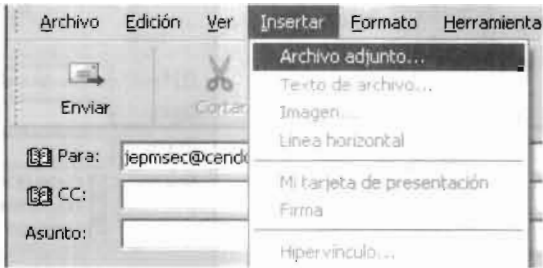 Archivo Edición Ver Insertar Formato Herramienta
Enviar
Cortar
Archivo adjunto...
Texto de archivo...
Imagen...
Linea horizontal
Mi tarjeta de presentación
Firma
Hipervínculo...
Para: jepmsec@cend
CC:
Asunto: